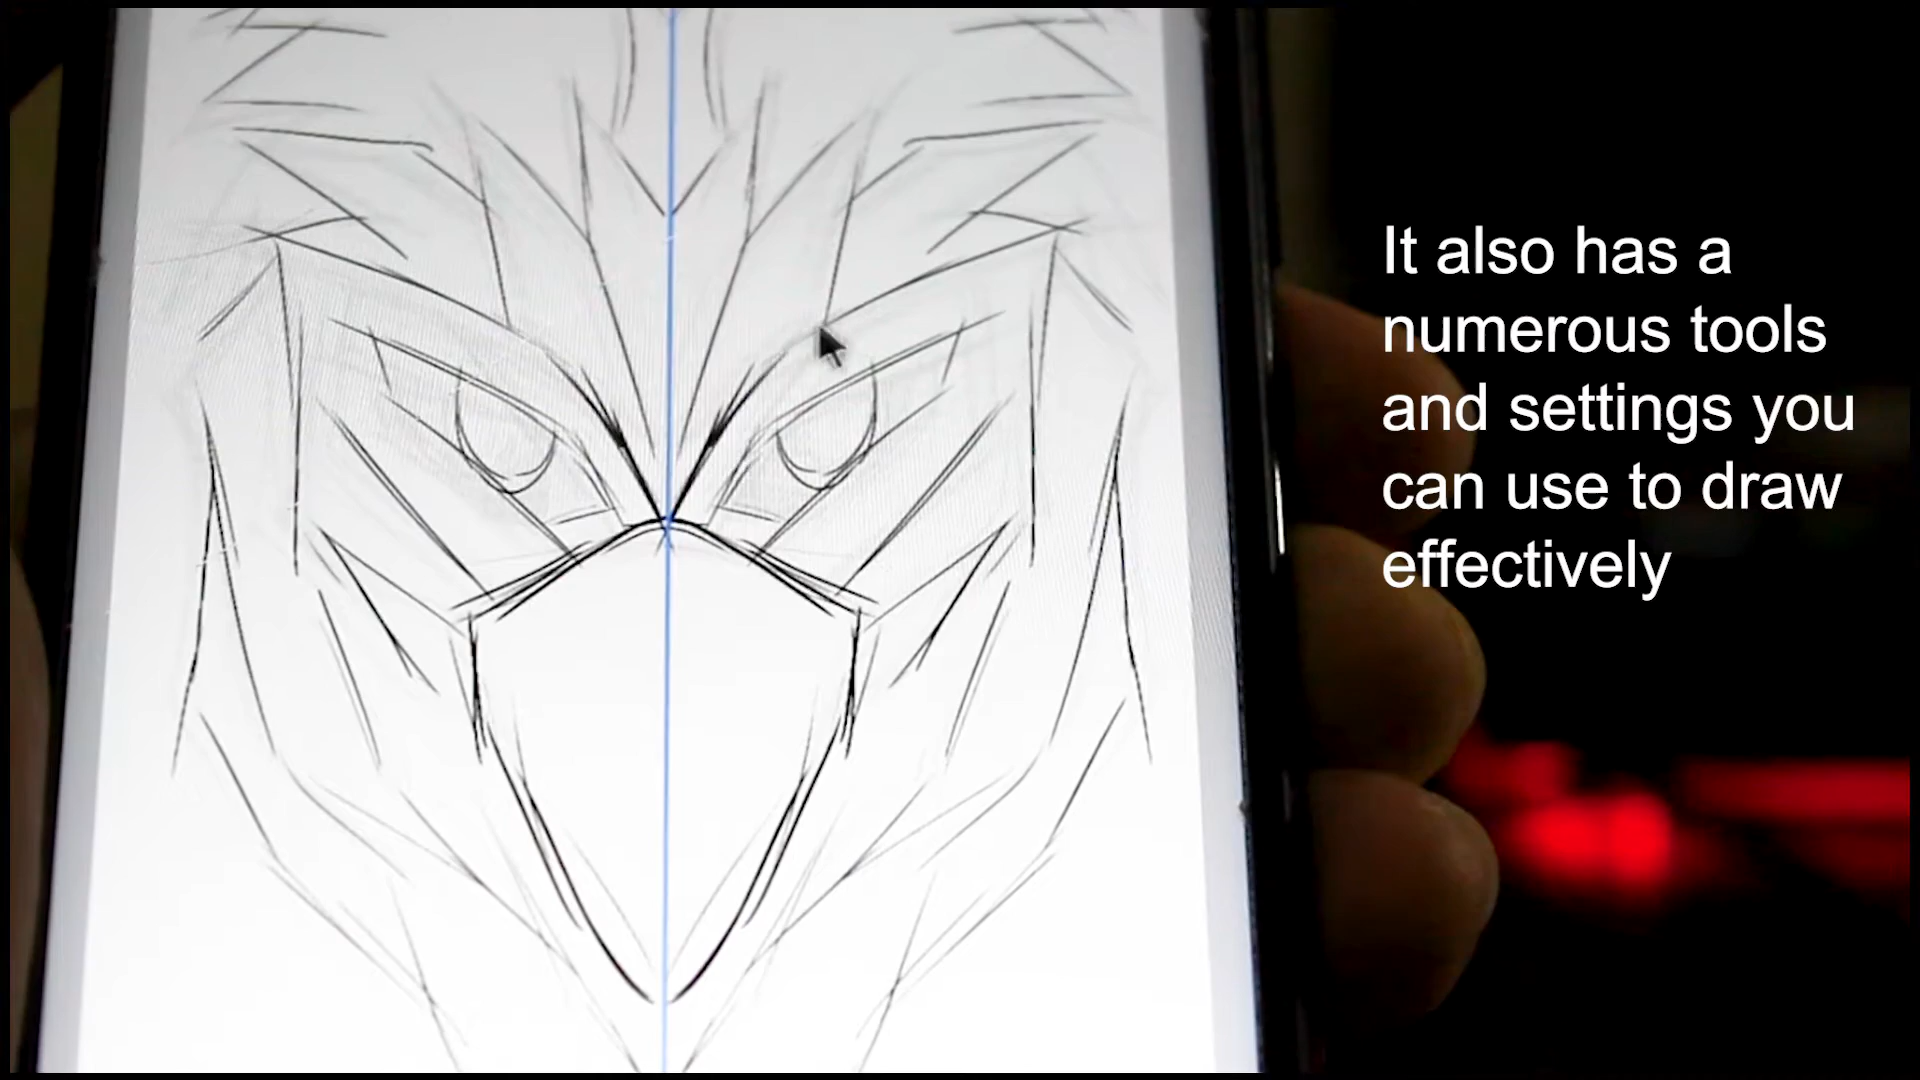 It also has a
numerous tools
and settings you
can use to draw
effectively